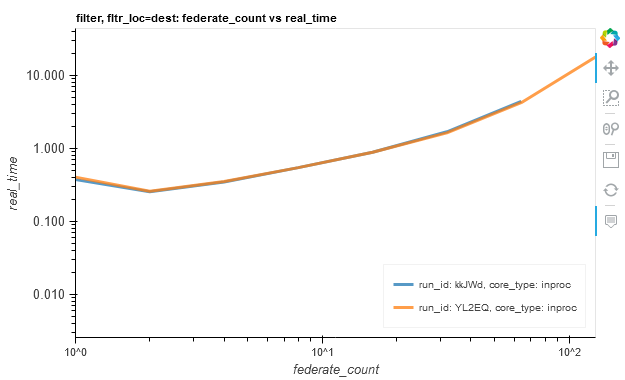 filter, fltr_loc=dest: federate_count vs real_time
10.000
1.000
0.100
0.010
real_time
run_id: kkJWd, core_type: inproc
run_id: YL2EQ, core_type: inproc
10^0
10^1
10^2
federate_count